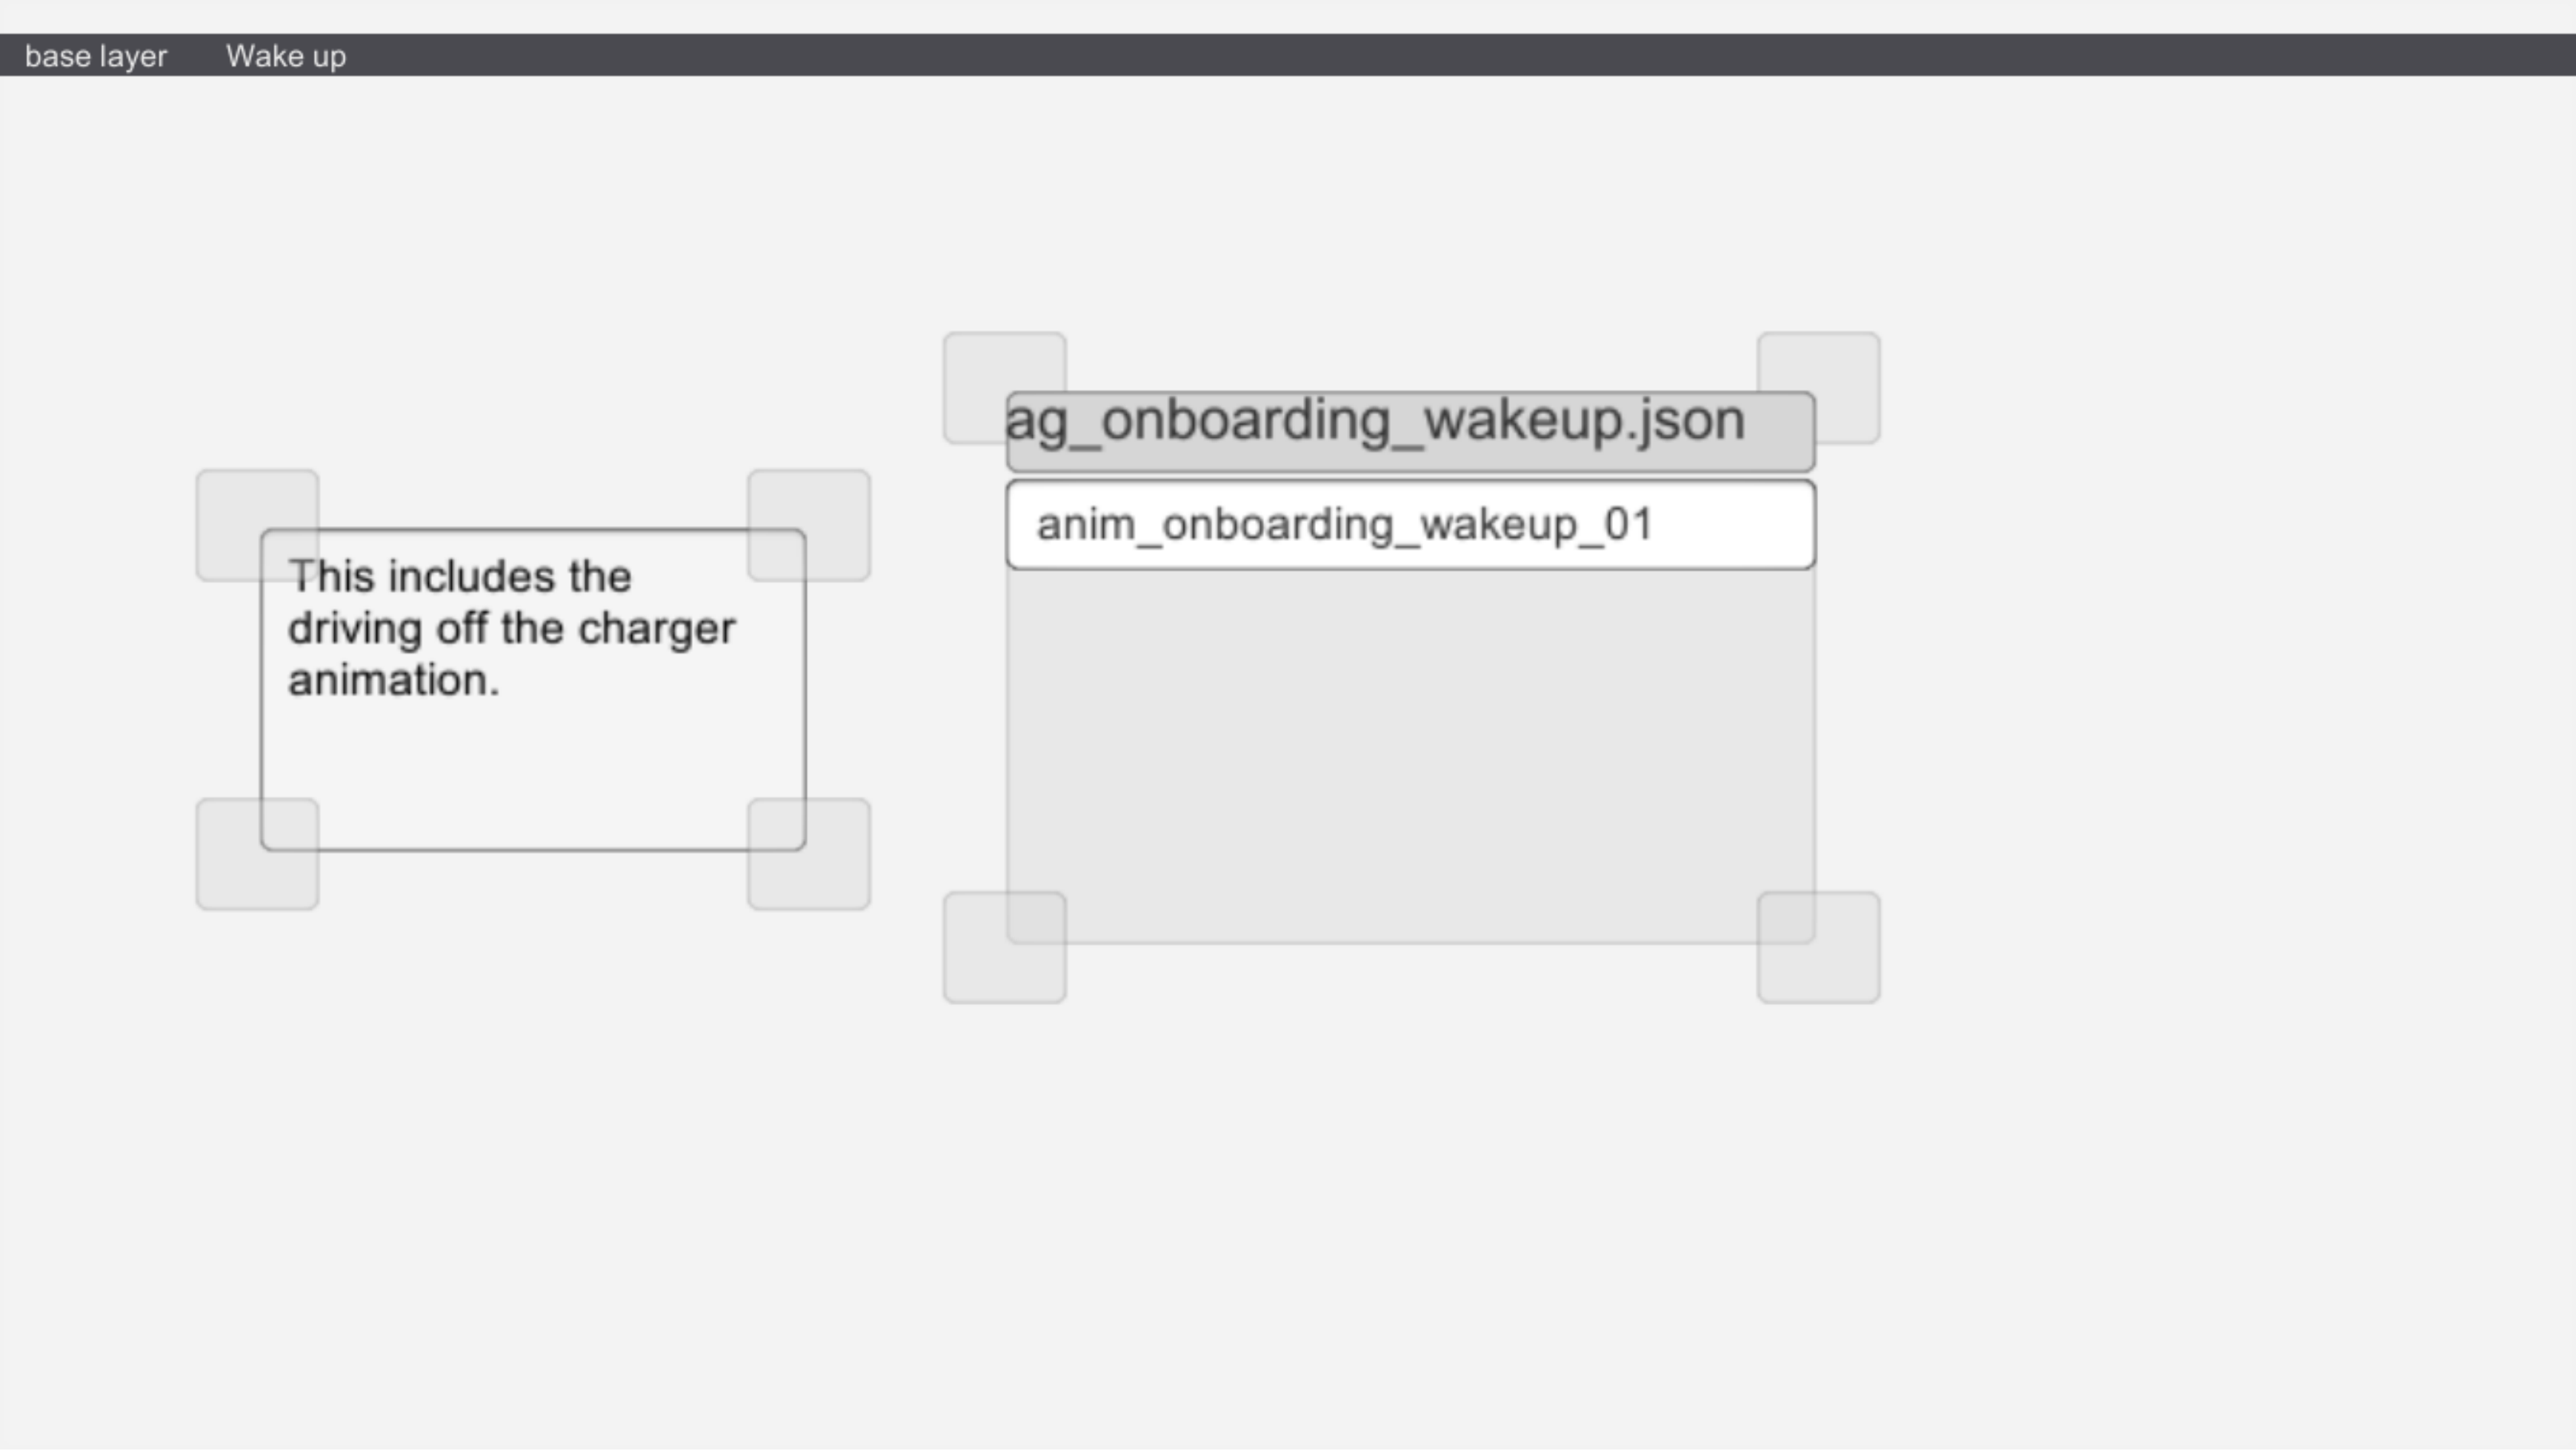 base layer Wake up
ag_onboarding_wakeup.json
anim_onboarding_wakeup_01
This includes the
driving off the charger
animation.